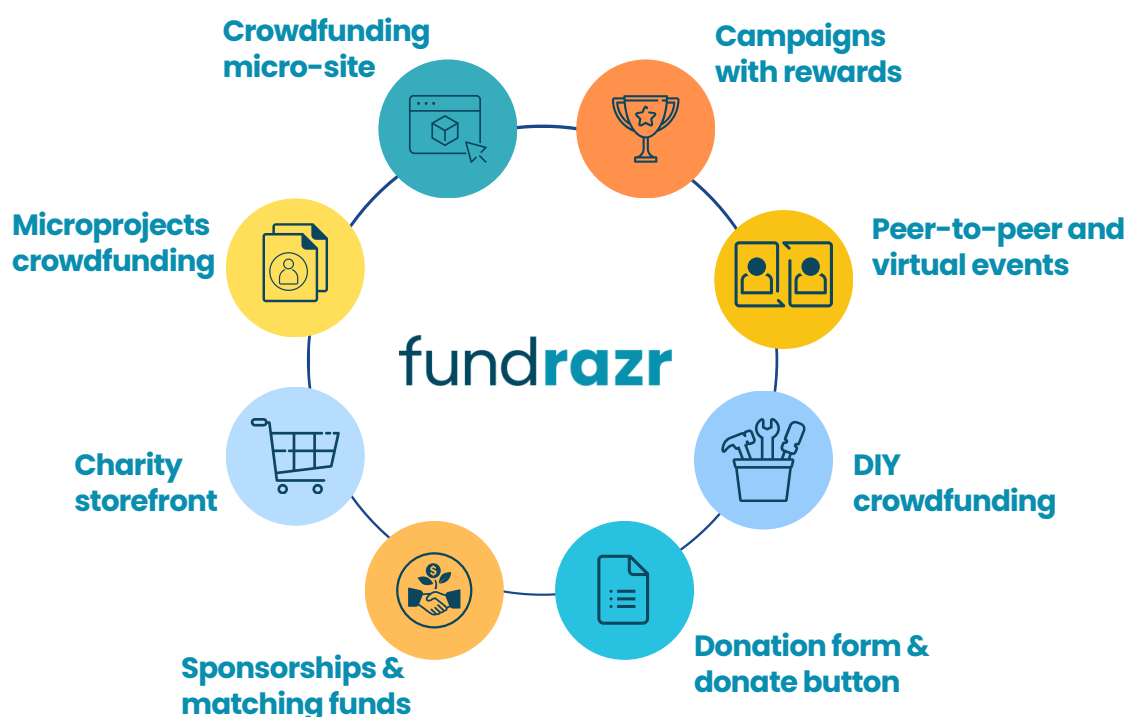 Crowdfunding
micro-site
Campaigns
with rewards
Microprojects
crowdfunding
Peer-to-peer and
virtual events
fundrazr
Charity
storefront
DIY
crowdfunding
Sponsorships &
matching funds
Donation form &
donate button
$